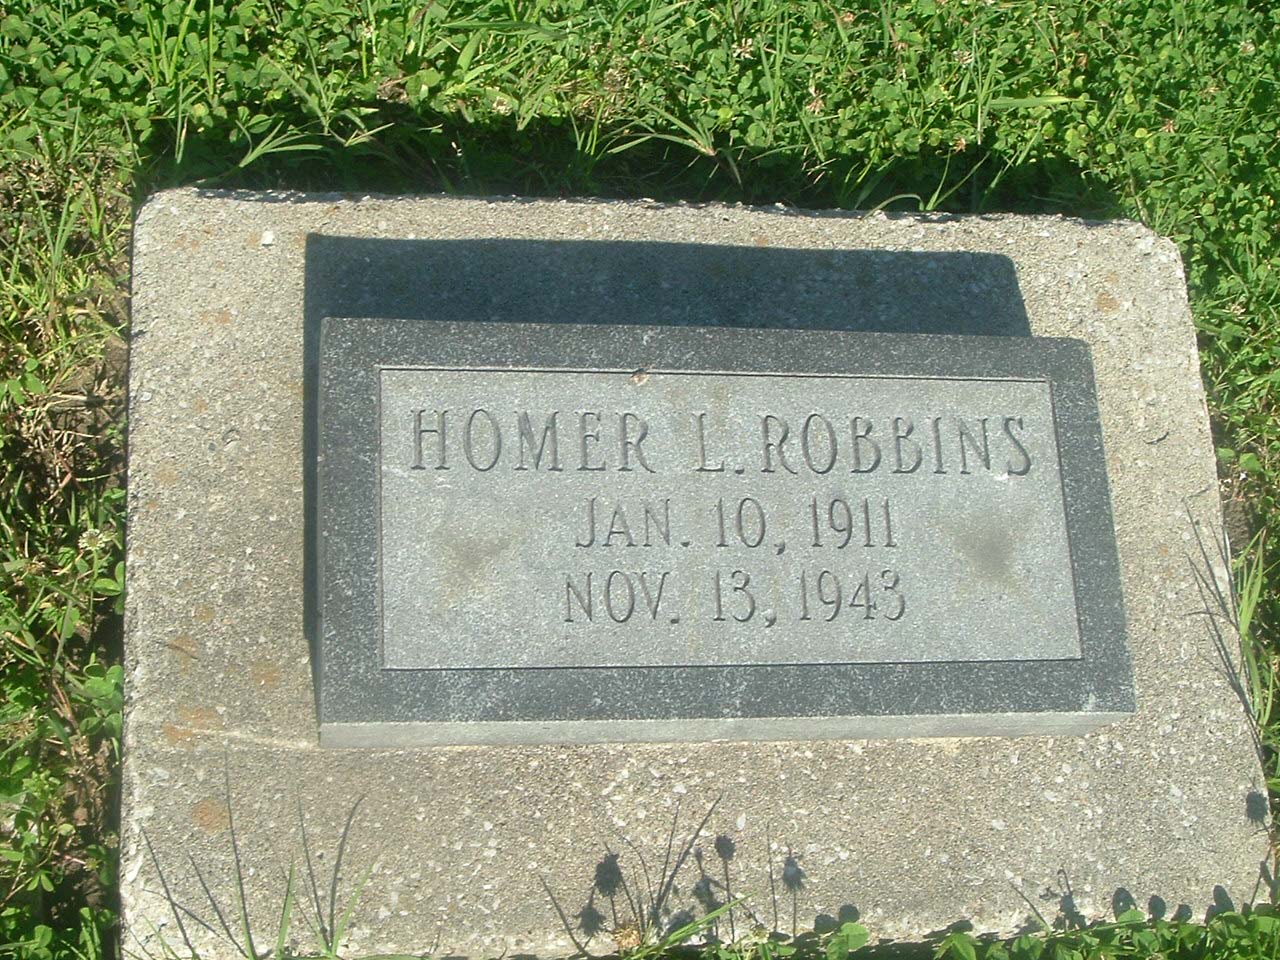 HOMER L. ROBBINS
JAN. 10, 1911
NOV. 13, 1943